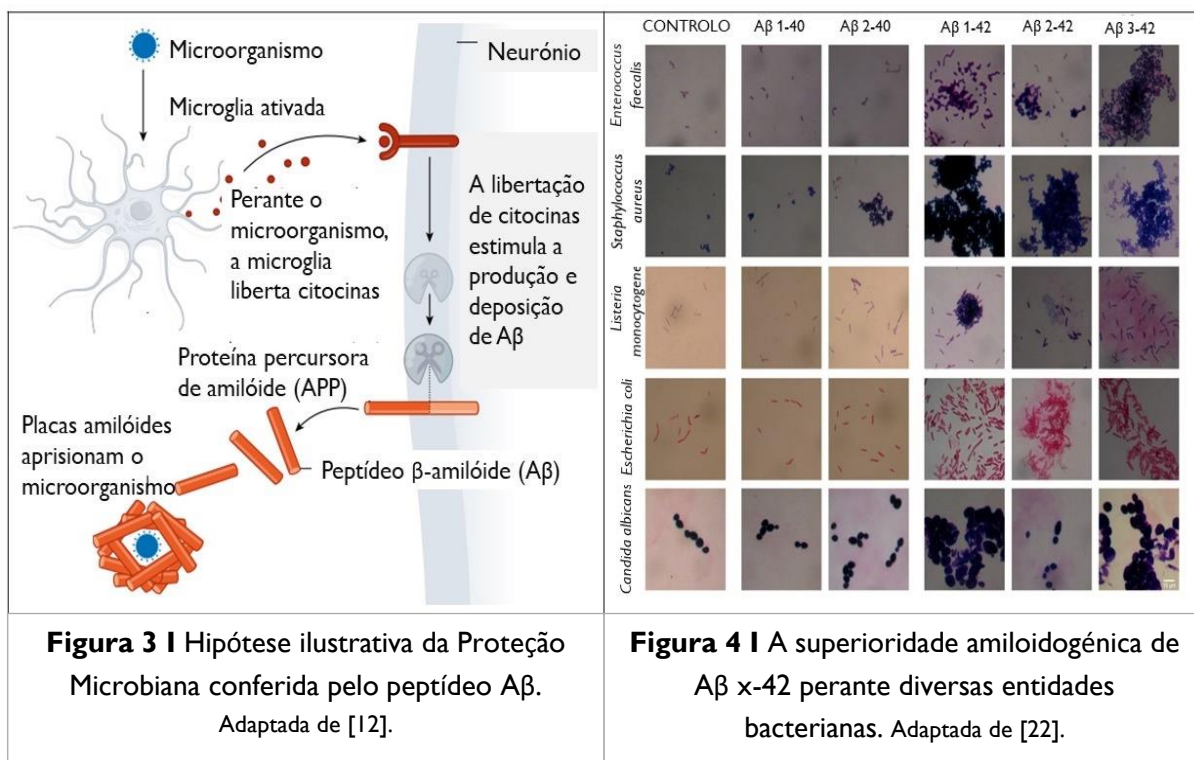 Microorganismo
Neurónio
Microglia ativada
Perante o
microorganismo,
a microglia
liberta citocinas
A libertação
de citocinas
estimula a
produção e
deposição
de Aβ
Proteína percursora
de amilóide (APP)
Placas amilóides
aprisionam o
microorganismo
Peptídeo β-amilóide (Aβ)
CONTROLO Aβ 1-40 Aβ 2-40 Aβ 1-42 Aβ 2-42 Aβ 3-42
Enterococcus
faecalis
Staphylococcus
aureus
Listeria
monocytogene
Escherichia coli
Candida albicans
Figura 3 I Hipótese ilustrativa da Proteção
Microbiana conferida pelo peptídeo Aβ.
Adaptada de [12].
Figura 4 I A superioridade amiloidogénica de
Aβ x-42 perante diversas entidades
bacterianas. Adaptada de [22].